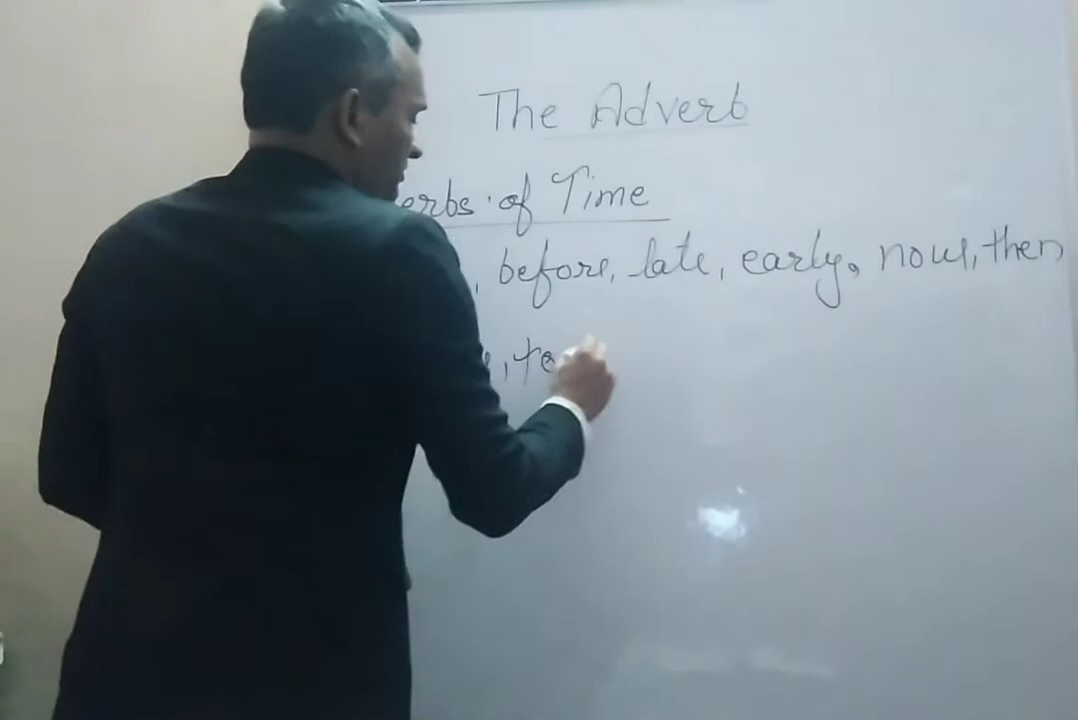 The Adverb
of Time
before, late, early, now, then